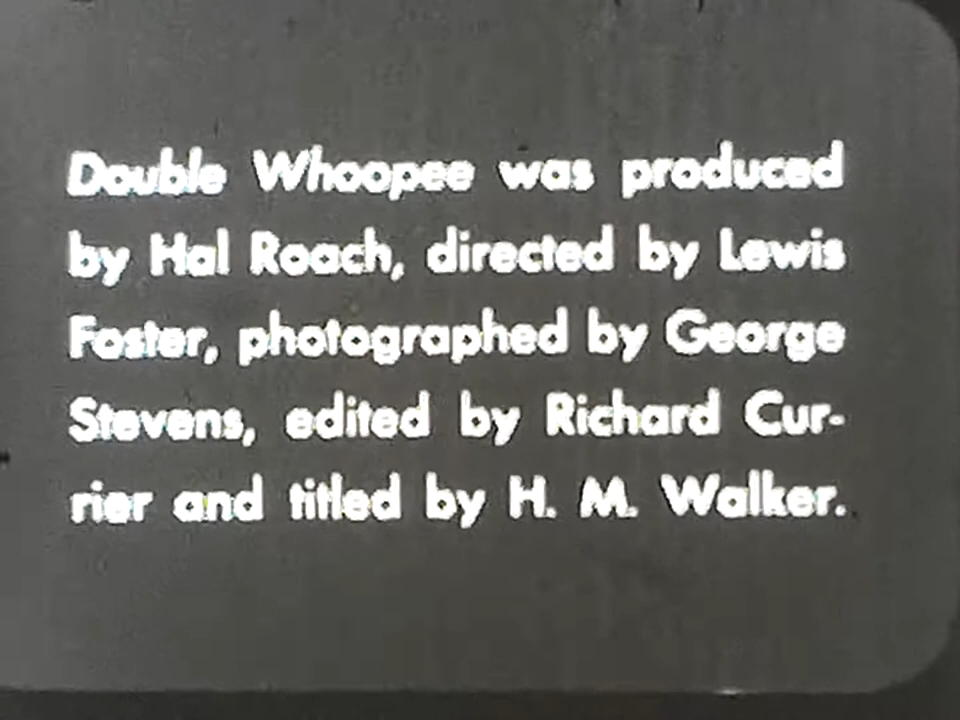 Double Whoopee was produced
by Hal Roach, directed by Lewis
Foster, photographed by George
Stevens, edited by Richard Cur-
rier and titled by H. M. Walker.